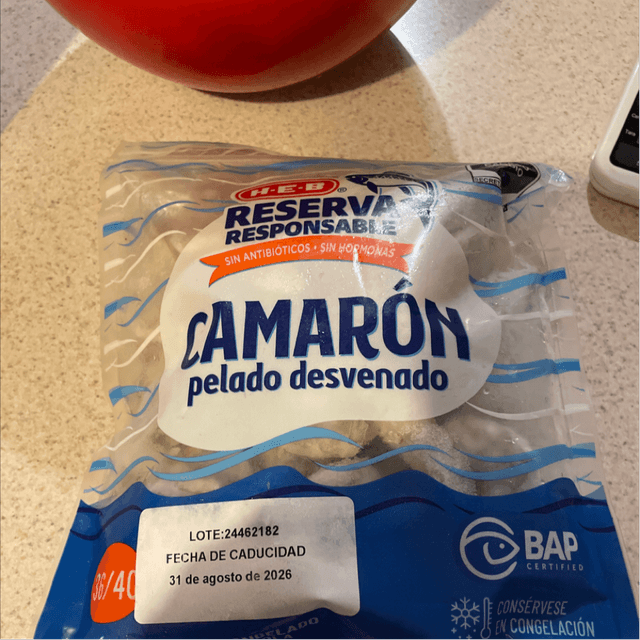 H-E-B®
RESERVA
RESPONSABLE
SIN ANTIBIÓTICOS • SIN HORMONAS
CAMARÓN
pelado desvenado
LOTE:24462182
FECHA DE CADUCIDAD
31 de agosto de 2026
36/40
BAP
CERTIFIED
CONSÉRVESE
EN CONGELACIÓN